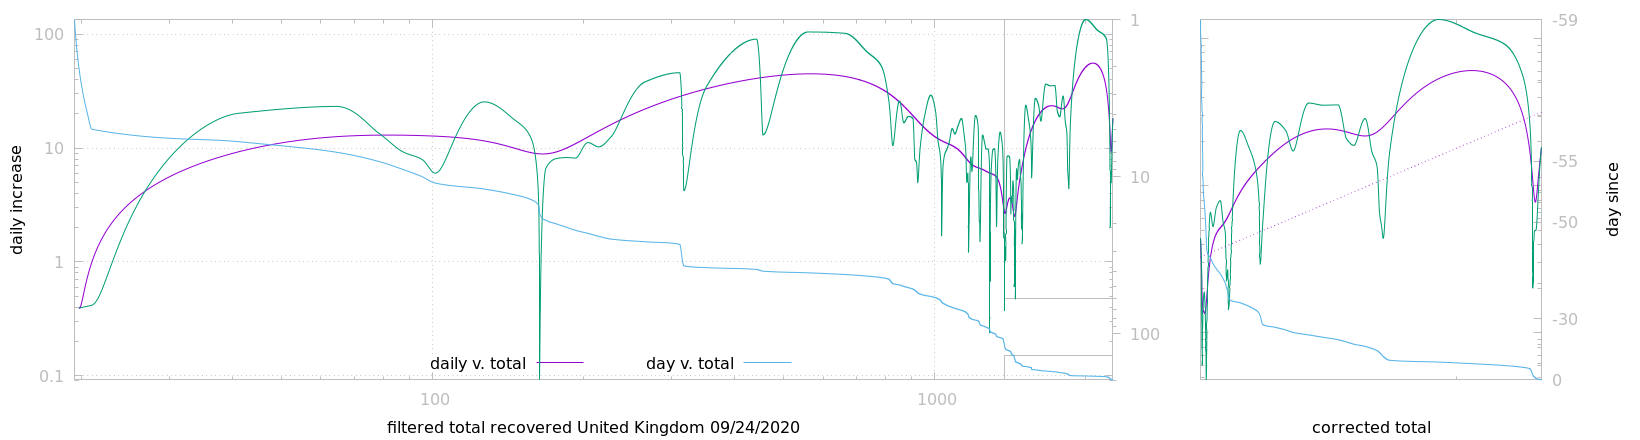 100
10
1
0.1
daily increase
daily v. total
day v. total
100
1000
1
10
100
filtered total recovered United Kingdom 09/24/2020
-59
-55
-50
-30
0
day since
corrected total